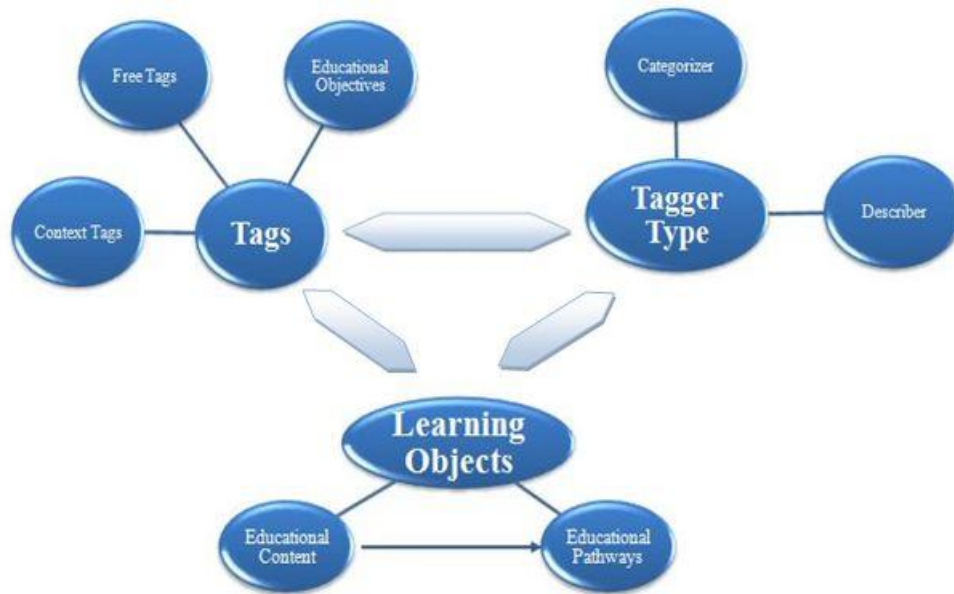 Free Tags
Educational
Objectives
Context Tags
Tags
Categorizer
Tagger
Type
Describer
Learning
Objects
Educational
Content
Educational
Pathways